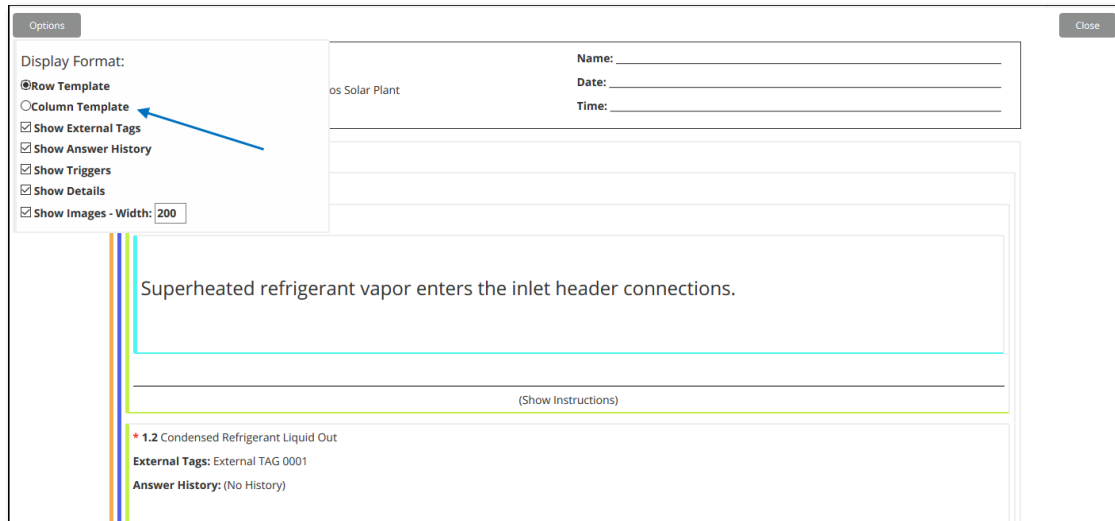 Options
Close
Display Format:
Row Template
Column Template
Show External Tags
Show Answer History
Show Triggers
Show Details
Show Images - Width: 200
os Solar Plant
Name:
Date:
Time:
Superheated refrigerant vapor enters the inlet header connections.
(Show Instructions)
* 1.2 Condensed Refrigerant Liquid Out
External Tags: External TAG 0001
Answer History: (No History)